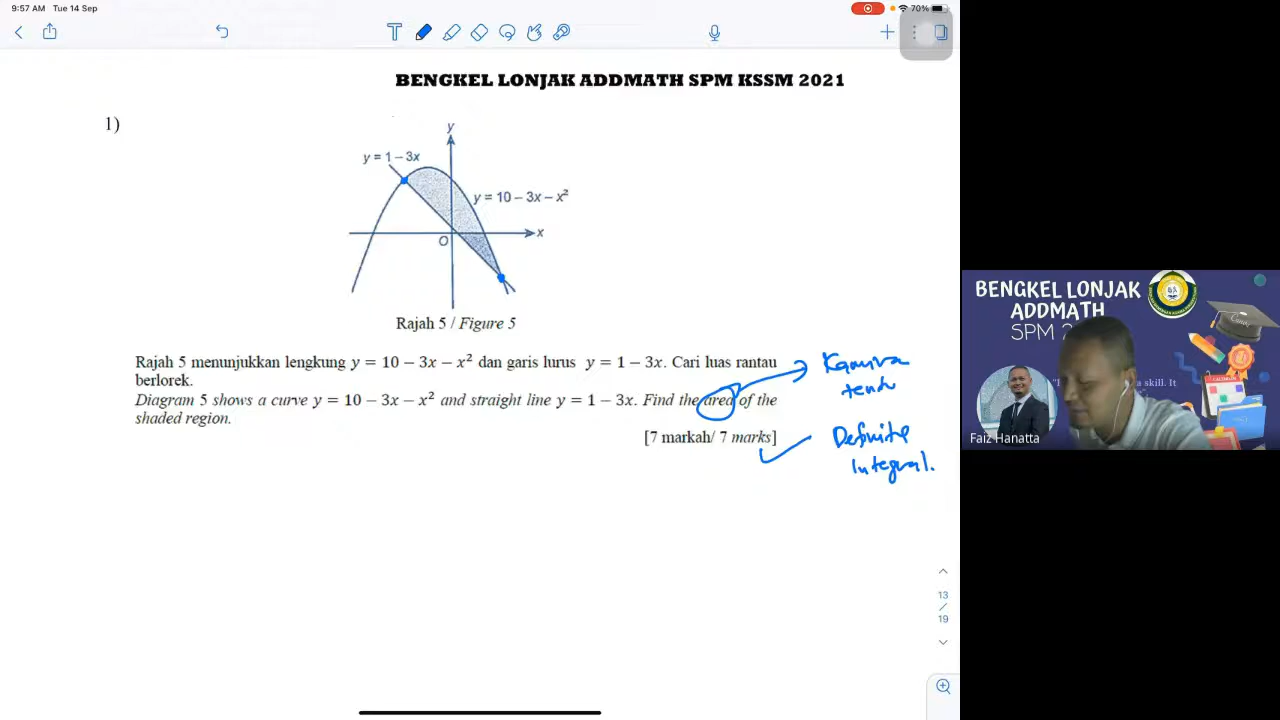 9:57 AM Tue 14 Sep
70%
BENGKEL LONJAK ADDMATH SPM KSSM 2021
1)
y
y = 1 – 3x
y = 10 – 3x – x²
O
x
Rajah 5 / Figure 5
Rajah 5 menunjukkan lengkung y = 10 − 3x − x² dan garis lurus y = 1 − 3x. Cari luas rantau
berlorek.
Diagram 5 shows a curve y = 10 − 3x − x² and straight line y = 1 − 3x. Find the area of the
shaded region.
[7 markah/ 7 marks]
tentu
Definite
Integral.
13
/
19
BENGKEL LONJAK
ADDMATH
SPM 2
a skill. It
Faiz Hanatta